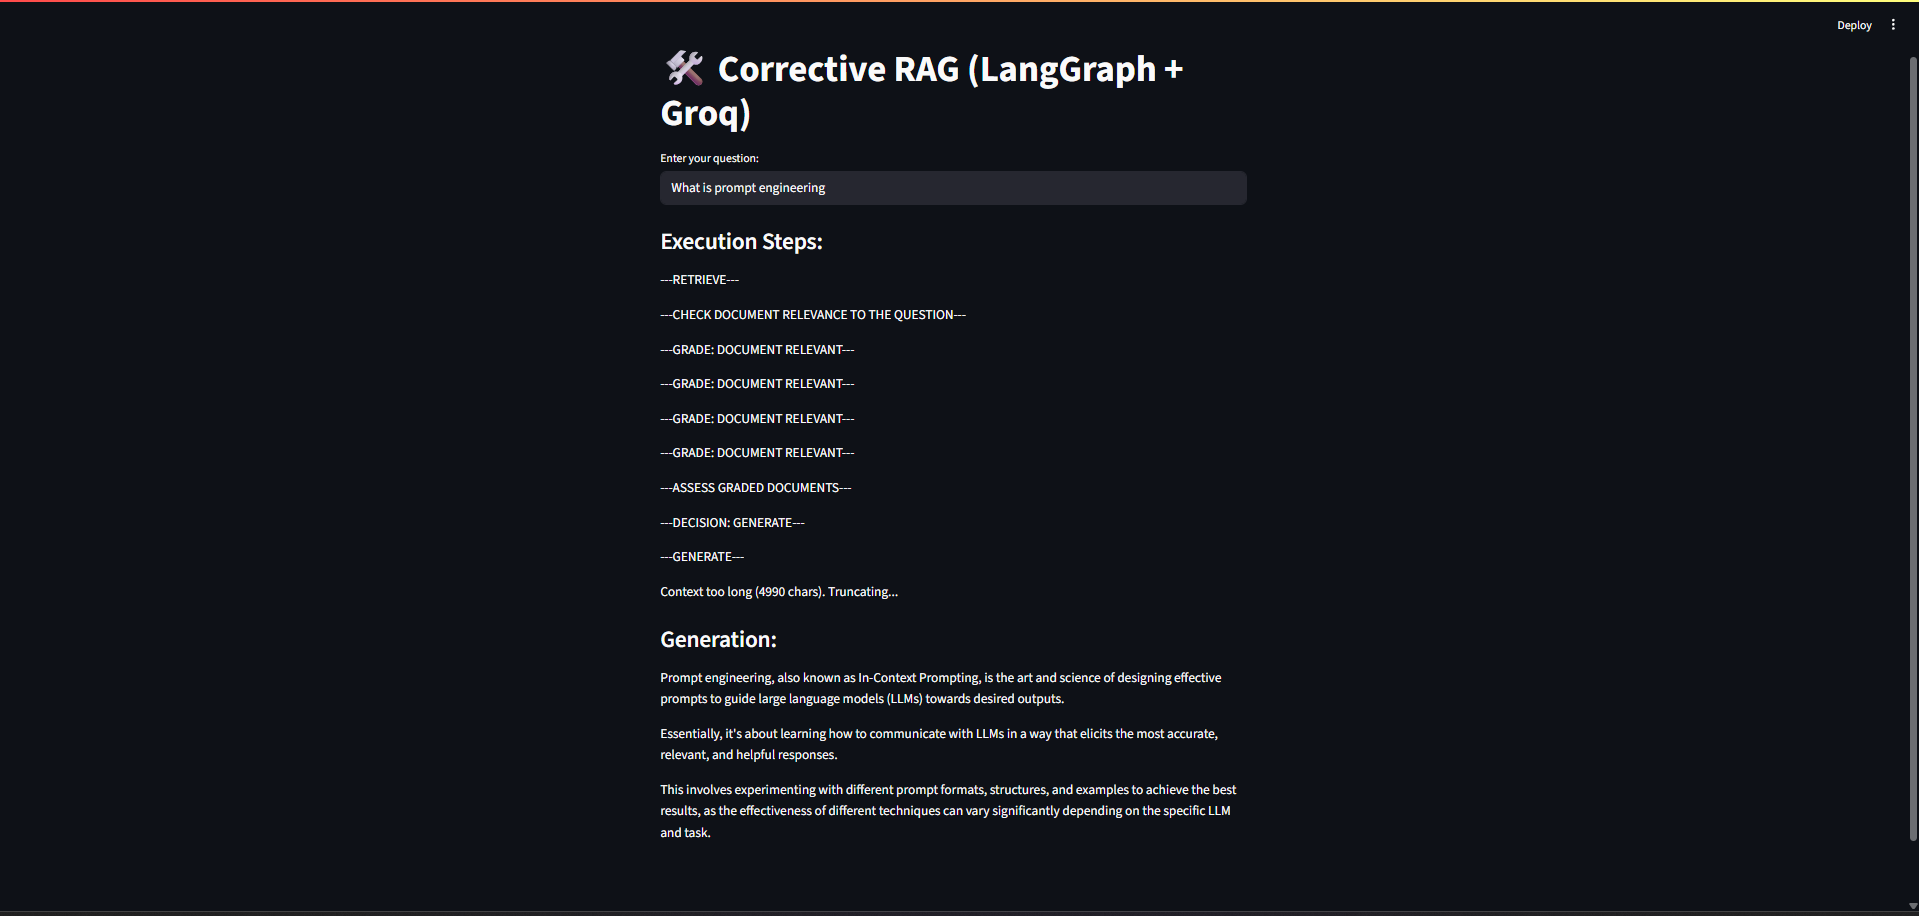 Deploy
🛠️ Corrective RAG (LangGraph +
Groq)
Enter your question:
What is prompt engineering
Execution Steps:
---RETRIEVE---
---CHECK DOCUMENT RELEVANCE TO THE QUESTION---
---GRADE: DOCUMENT RELEVANT---
---GRADE: DOCUMENT RELEVANT---
---GRADE: DOCUMENT RELEVANT---
---GRADE: DOCUMENT RELEVANT---
---ASSESS GRADED DOCUMENTS---
---DECISION: GENERATE---
---GENERATE---
Context too long (4990 chars). Truncating...
Generation:
Prompt engineering, also known as In-Context Prompting, is the art and science of designing effective
prompts to guide large language models (LLMs) towards desired outputs.
Essentially, it's about learning how to communicate with LLMs in a way that elicits the most accurate,
relevant, and helpful responses.
This involves experimenting with different prompt formats, structures, and examples to achieve the best
results, as the effectiveness of different techniques can vary significantly depending on the specific LLM
and task.